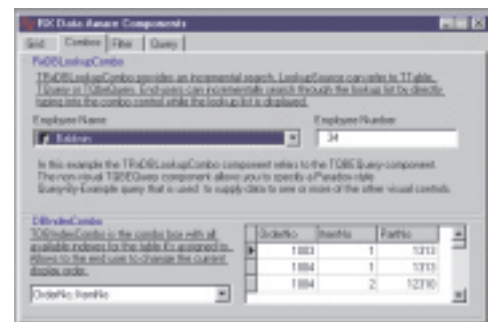 RX Data Aware Components
Grid Combos Filter Query
RxDBLookupCombo
TRxDBLookupCombo provides an incremental search. LookupSource can refer to TTable,
TQuery or TQBEQuery. End-users can incrementally search through the lookup list by directly
typing into the combo control while the lookup list is displayed.
Employee Name Employee Number
Baldwin 34
In this example the TRxDBLookupCombo component refers to the TQBEQuery-component.
The non-visual TQBEQuery component allow you to specify a Paradox-style
Query-By-Example query that is used to supply data to one or more of the other visual controls.
DBIndexCombo
TDBIndexCombo is the combo box with all
available indexes for the table it's assigned to.
Allows to the end user to change the current
display order.
OrderNo; ItemNo
OrderNo ItemNo PartNo
1003 1 1313
1004 1 1313
1004 2 12310